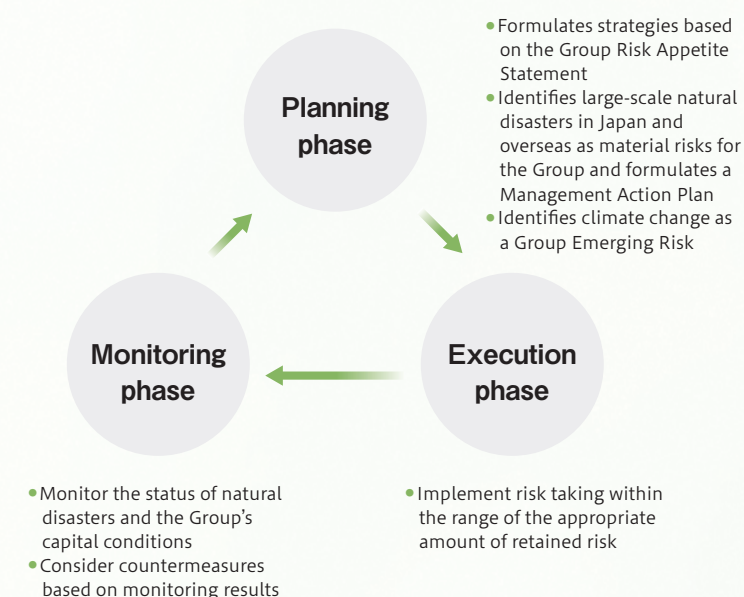 Planning
phase
• Formulates strategies based
on the Group Risk Appetite
Statement
• Identifies large-scale natural
disasters in Japan and
overseas as material risks for
the Group and formulates a
Management Action Plan
• Identifies climate change as
a Group Emerging Risk
Execution
phase
• Implement risk taking within
the range of the appropriate
amount of retained risk
Monitoring
phase
• Monitor the status of natural
disasters and the Group's
capital conditions
• Consider countermeasures
based on monitoring results